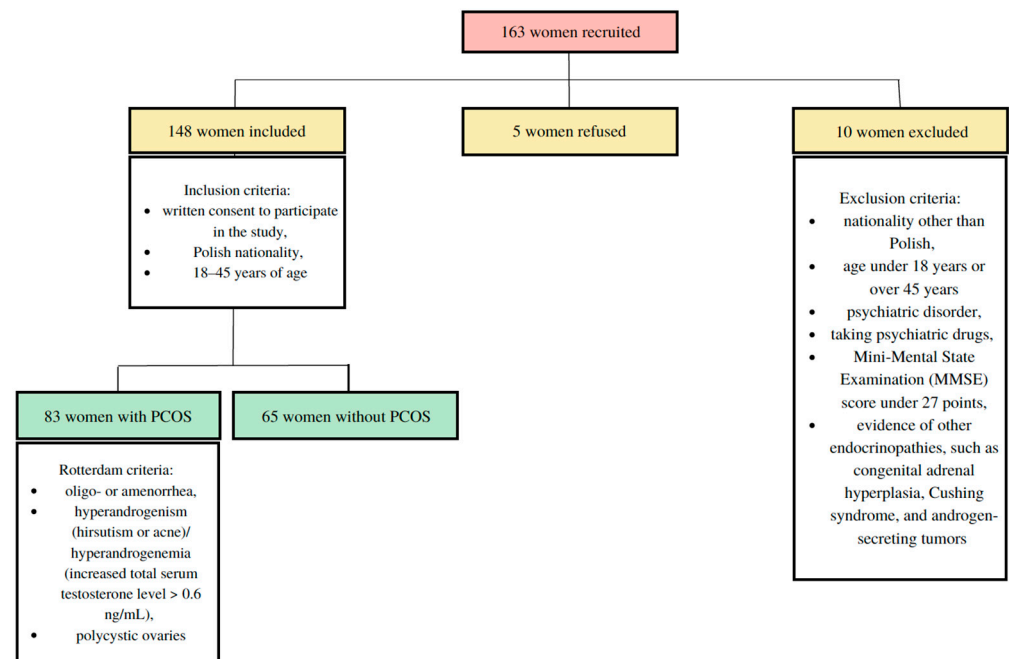 163 women recruited
148 women included
5 women refused
10 women excluded
Inclusion criteria:
• written consent to participate
in the study,
• Polish nationality,
• 18–45 years of age
Exclusion criteria:
• nationality other than
Polish,
• age under 18 years or
over 45 years
• psychiatric disorder,
• taking psychiatric drugs,
• Mini-Mental State
Examination (MMSE)
score under 27 points,
• evidence of other
endocrinopathies, such as
congenital adrenal
hyperplasia, Cushing
syndrome, and androgen-
secreting tumors
83 women with PCOS
65 women without PCOS
Rotterdam criteria:
• oligo- or amenorrhea,
• hyperandrogenism
(hirsutism or acne)/
hyperandrogenemia
(increased total serum
testosterone level > 0.6
ng/mL),
• polycystic ovaries